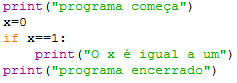 print("programa começa")
x=0
if x==1:
    print("O x é igual a um")
print("programa encerrado")